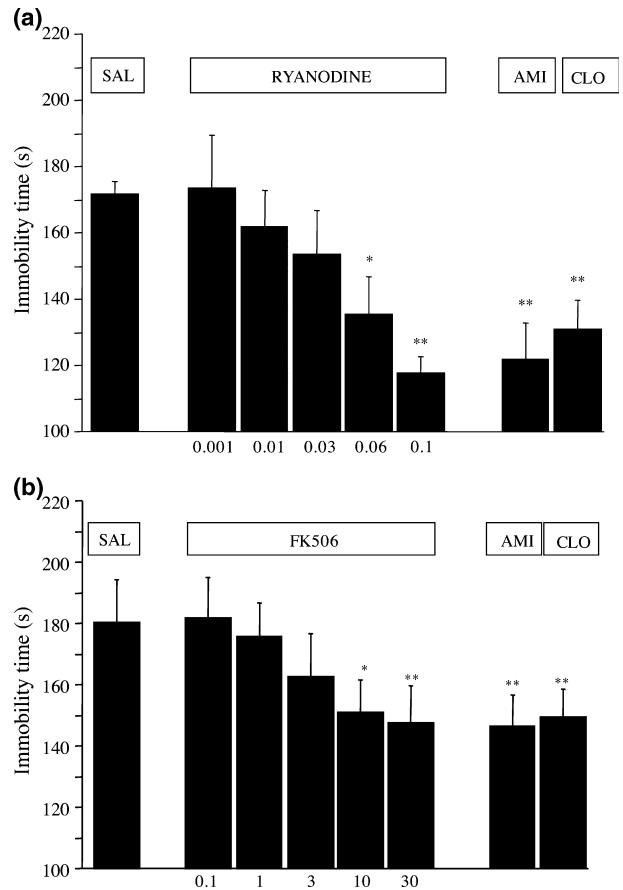 (a)
220
200
180
160
140
120
100
Immobility time (s)
SAL
RYANODINE
AMI
CLO
*
**
**
**
0.001 0.01 0.03 0.06 0.1
(b)
220
200
180
160
140
120
100
Immobility time (s)
SAL
FK506
AMI
CLO
*
**
**
**
0.1 1 3 10 30